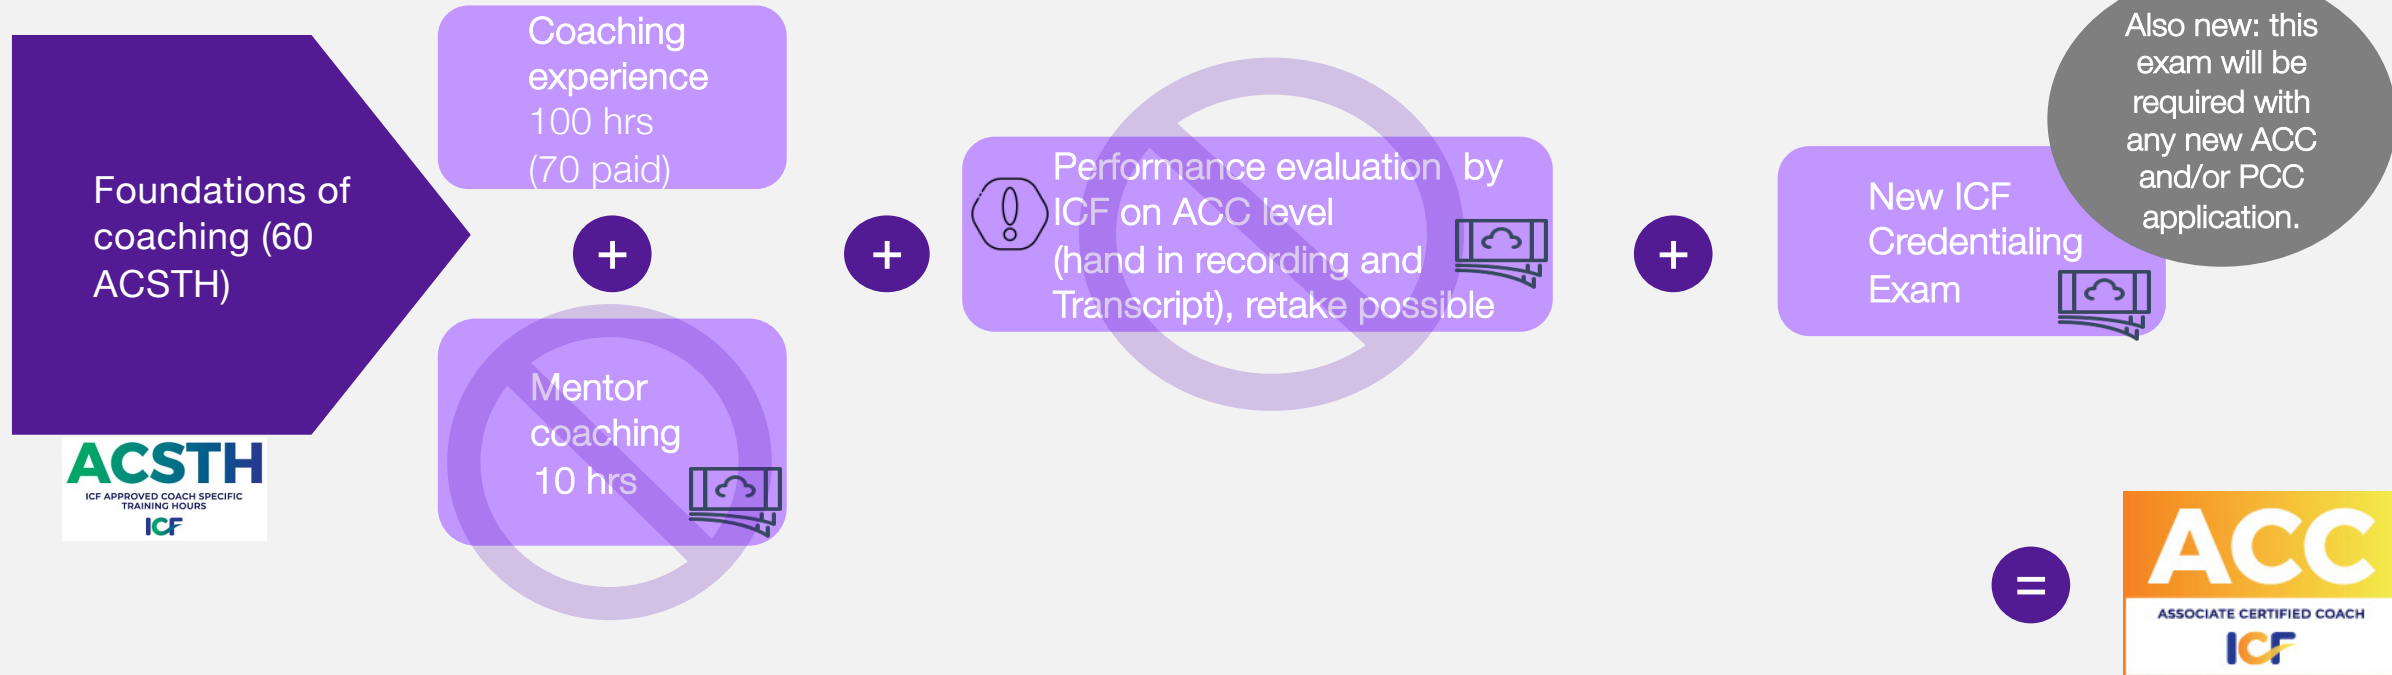 Foundations of
coaching (60
ACSTH)
ACSTH
ICF APPROVED COACH SPECIFIC
TRAINING HOURS
ICF
Coaching
experience
100 hrs
(70 paid)
+
Mentor
coaching
10 hrs
+
Performance evaluation by
ICF on ACC level
(hand in recording and
Transcript), retake possible
+
New ICF
Credentialing
Exam
Also new: this
exam will be
required with
any new ACC
and/or PCC
application.
=
ACC
ASSOCIATE CERTIFIED COACH
ICF